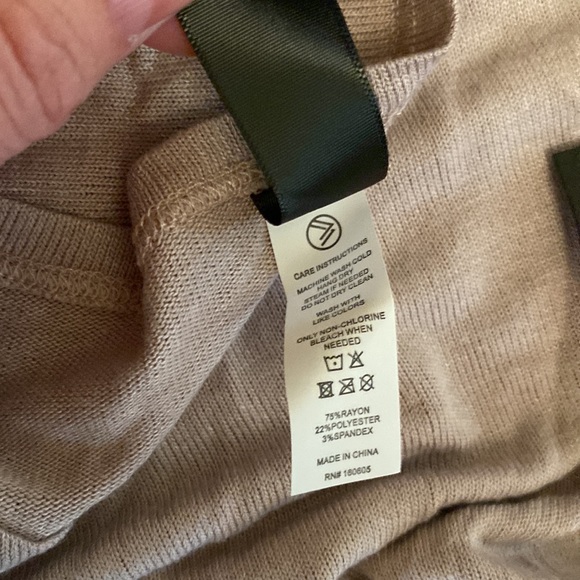 CARE INSTRUCTIONS
MACHINE WASH COLD
HANG DRY
STEAM IF NEEDED
DO NOT DRY CLEAN
WASH WITH
LIKE COLORS
ONLY NON-CHLORINE
BLEACH WHEN
NEEDED
75%RAYON
22%POLYESTER
3%SPANDEX
MADE IN CHINA
RN# 160605